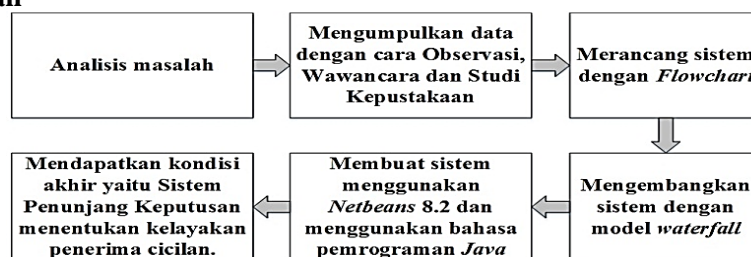 Analisis masalah
Mengumpulkan data
dengan cara Observasi,
Wawancara dan Studi
Kepustakaan
Merancang sistem
dengan Flowchart
Mengembangkan
sistem dengan
model waterfall
Membuat sistem
menggunakan
Netbeans 8.2 dan
menggunakan bahasa
pemrograman Java
Mendapatkan kondisi
akhir yaitu Sistem
Penunjang Keputusan
menentukan kelayakan
penerima cicilan.